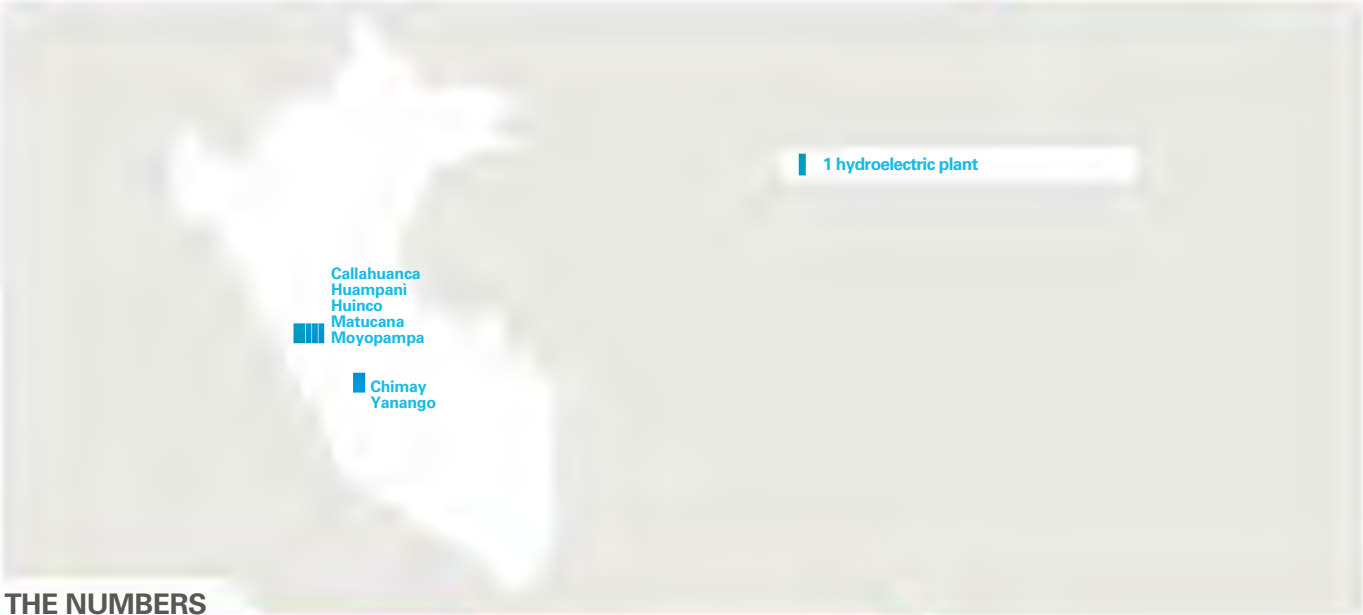 1 hydroelectric plant
Callahuanca
Huampanì
Huinco
Matucana
Moyopampa
Chimay
Yanango
THE NUMBERS